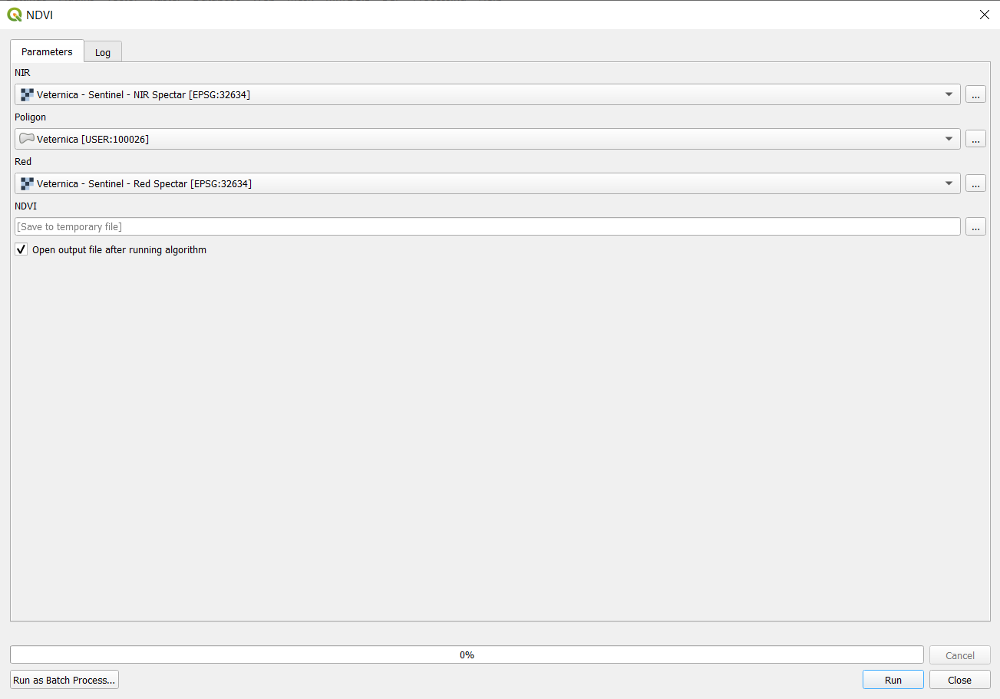 NDVI
Parameters
Log
NIR
Veternica - Sentinel - NIR Spectar [EPSG:32634]
...
Poligon
Veternica [USER:100026]
...
Red
Veternica - Sentinel - Red Spectar [EPSG:32634]
...
NDVI
[Save to temporary file]
...
Open output file after running algorithm
0%
Cancel
Run as Batch Process...
Run
Close